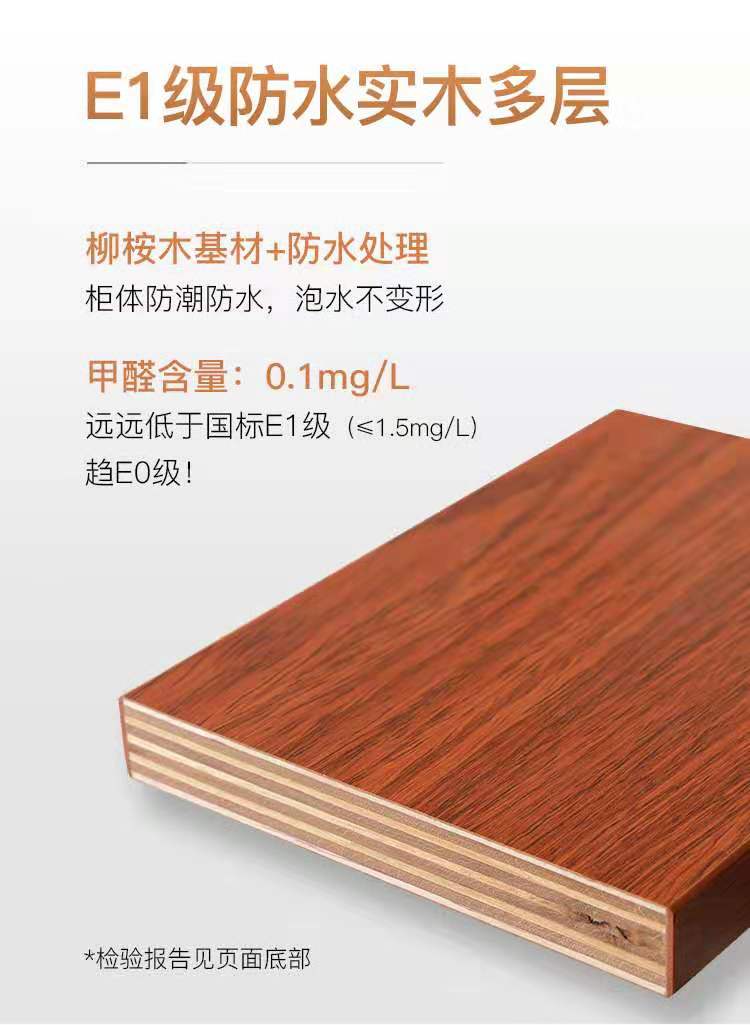 E1级防水实木多层
柳桉木基材+防水处理
柜体防潮防水，泡水不变形
甲醛含量：0.1mg/L
远远低于国标E1级（≤1.5mg/L）
趋E0级！
*检验报告见页面底部